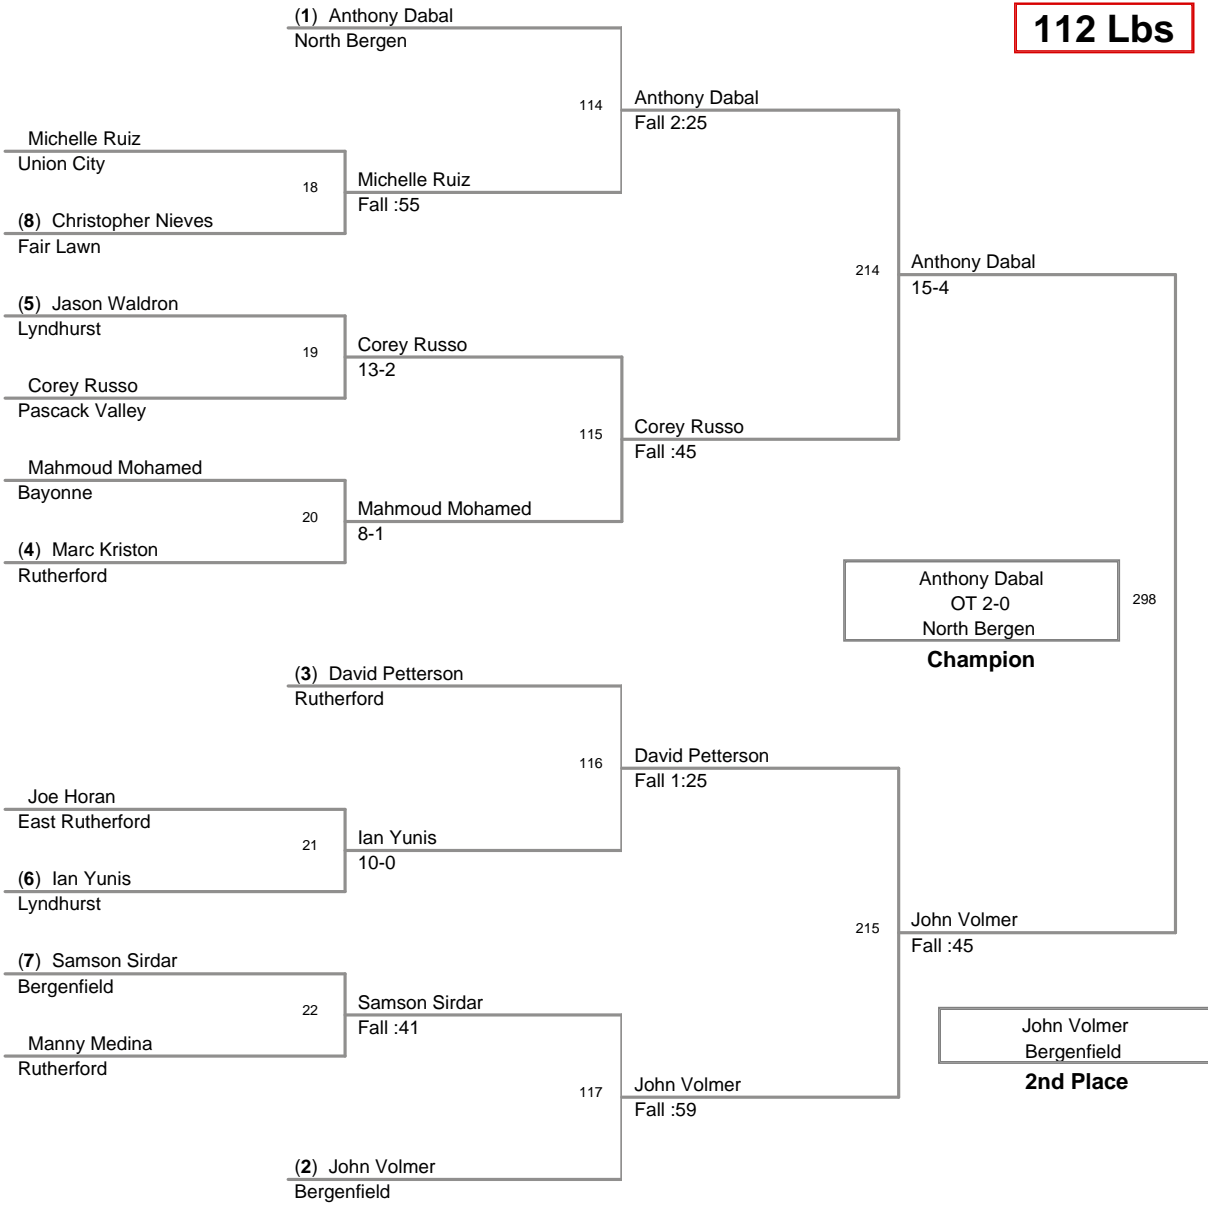 (1) Anthony Dabal
North Bergen
112 Lbs
114
Anthony Dabal
Fall 2:25
Michelle Ruiz
Union City
18
Michelle Ruiz
Fall :55
(8) Christopher Nieves
Fair Lawn
214
Anthony Dabal
15-4
(5) Jason Waldron
Lyndhurst
19
Corey Russo
13-2
Corey Russo
Pascack Valley
115
Corey Russo
Fall :45
Mahmoud Mohamed
Bayonne
20
Mahmoud Mohamed
8-1
(4) Marc Kriston
Rutherford
Anthony Dabal
OT 2-0
North Bergen
298
Champion
(3) David Petterson
Rutherford
116
David Petterson
Fall 1:25
Joe Horan
East Rutherford
21
Ian Yunis
10-0
(6) Ian Yunis
Lyndhurst
215
John Volmer
Fall :45
(7) Samson Sirdar
Bergenfield
22
Samson Sirdar
Fall :41
Manny Medina
Rutherford
John Volmer
Bergenfield
2nd Place
117
John Volmer
Fall :59
(2) John Volmer
Bergenfield